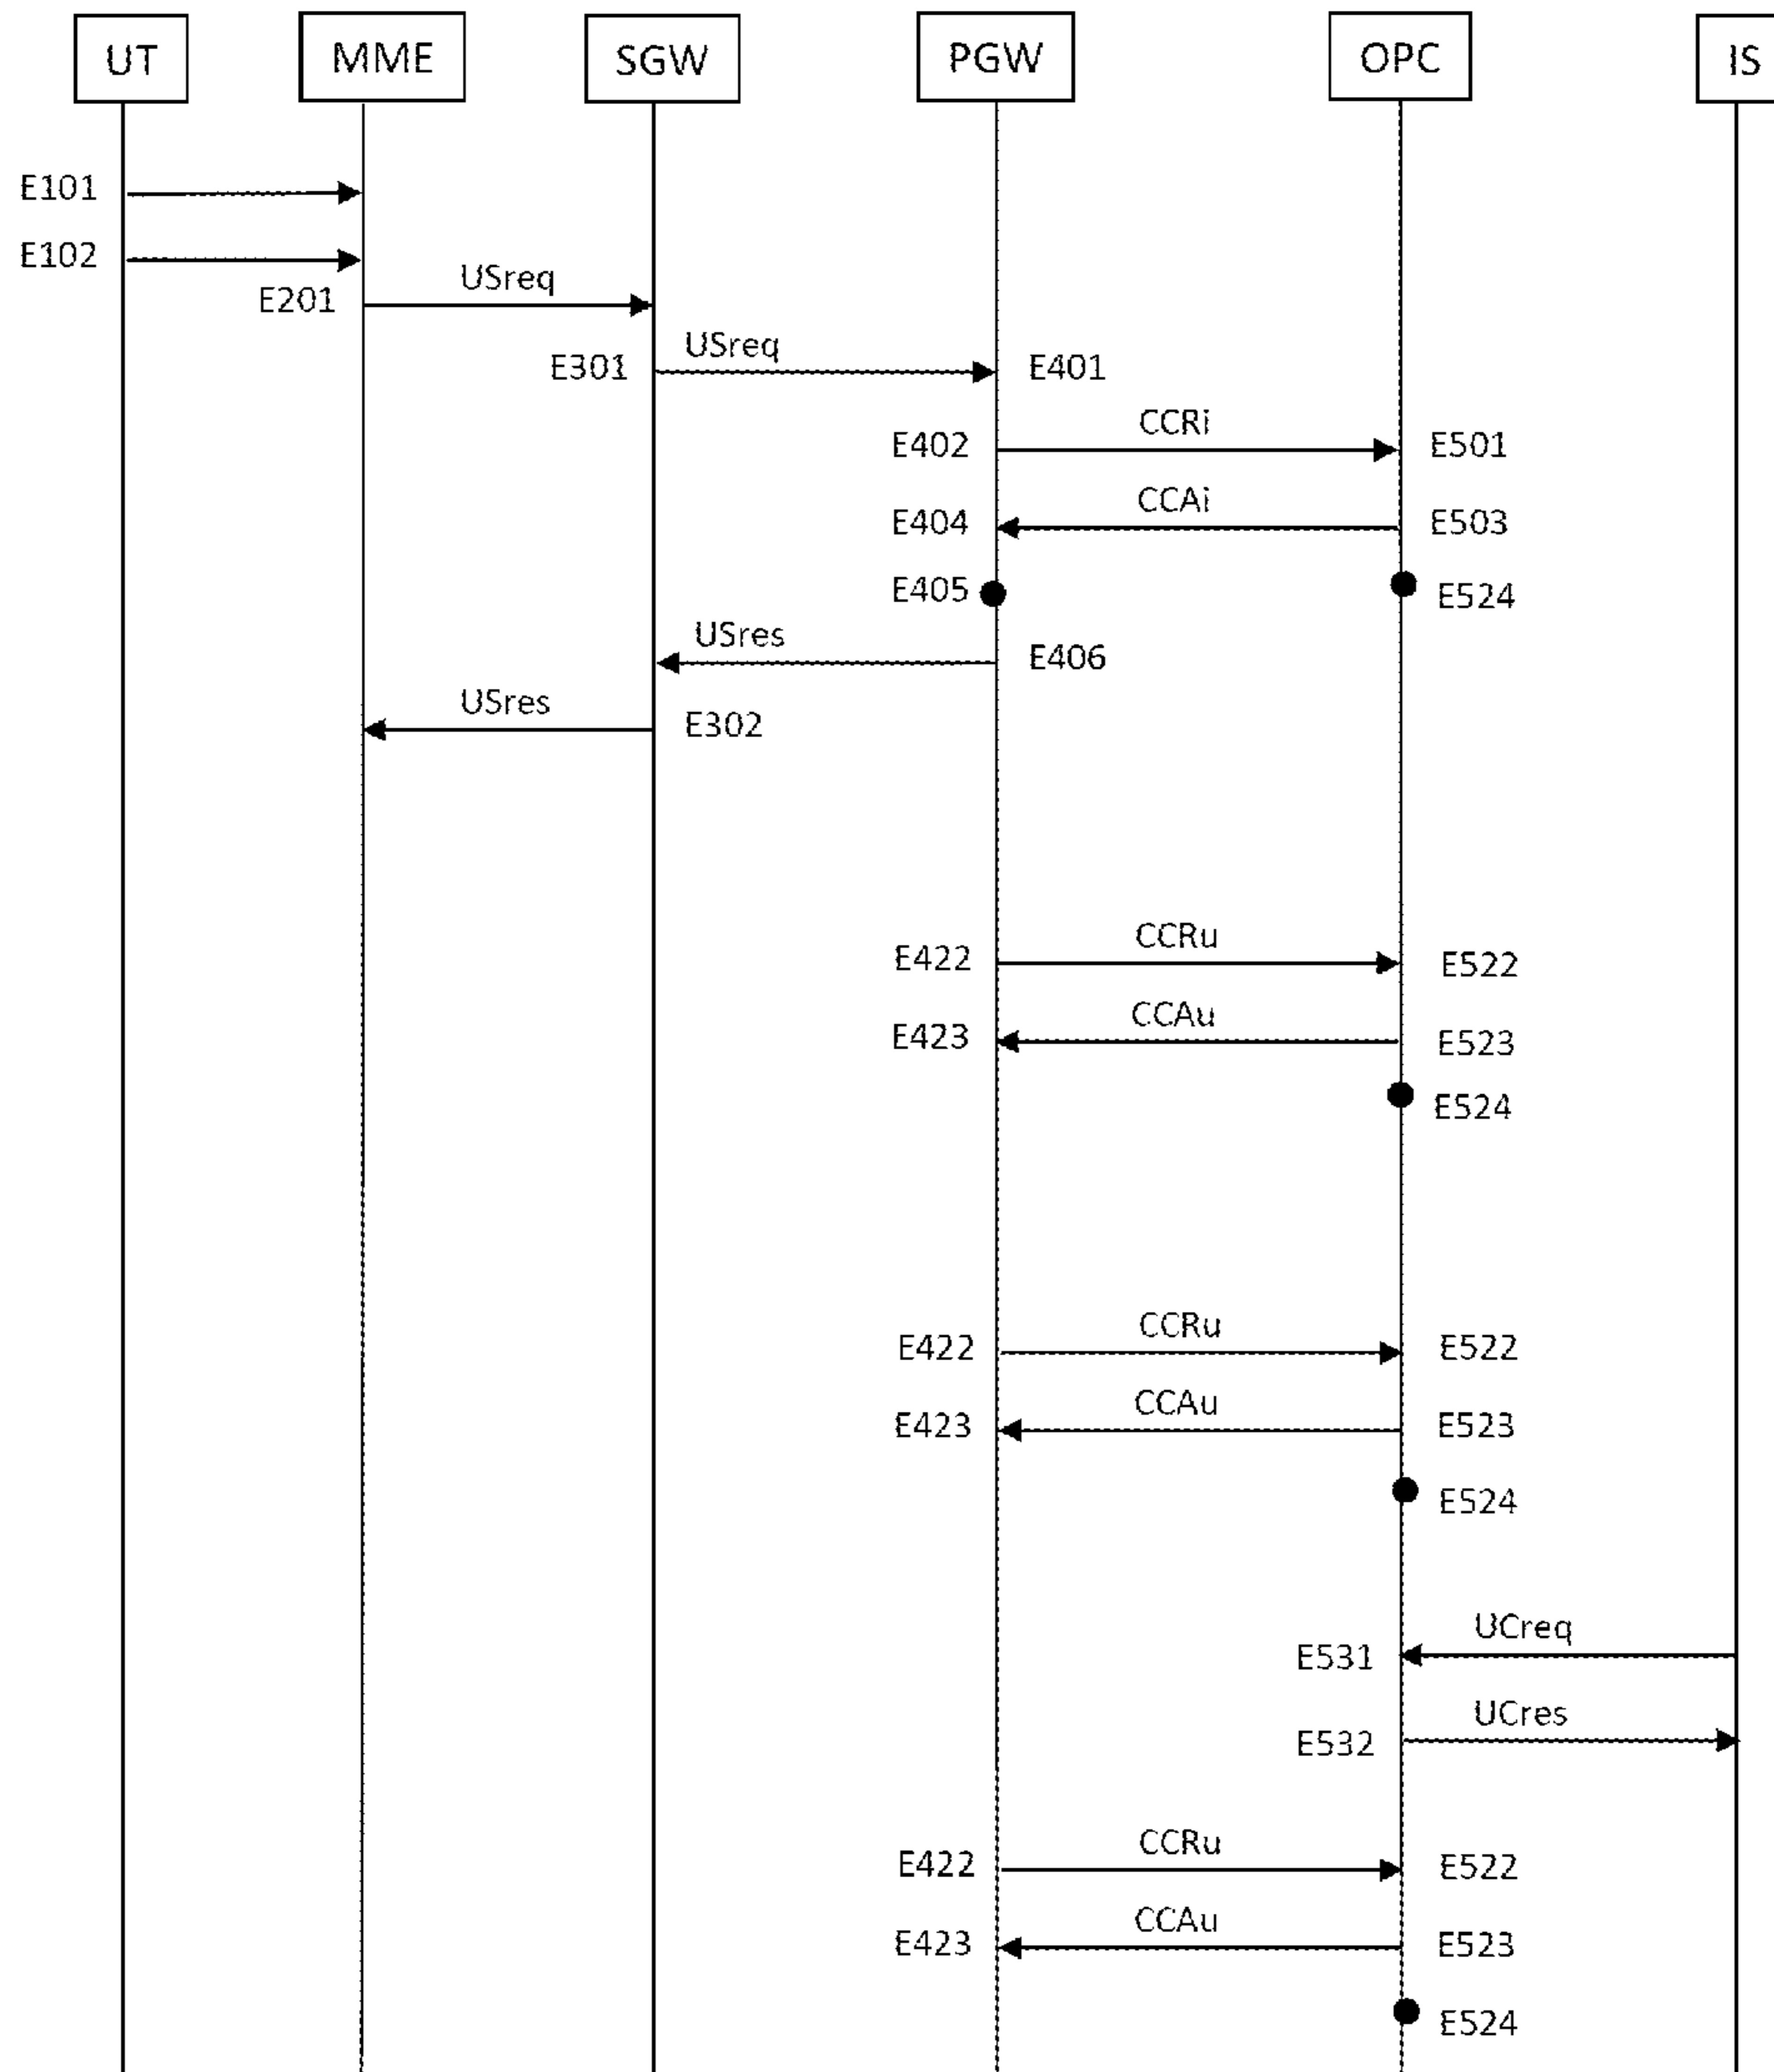 UT MME SGW PGW OPC IS
E101
E102
USreq
E201
USreq
E301 E401
CCRi
E402 E501
CCAi
E404 E503
E405 E524
USres
E406
USres
E302
CCRu
E422 E522
CCAu
E423 E523
E524
CCRu
E422 E522
CCAu
E423 E523
E524
UCreq
E531
UCres
E532
CCRu
E422 E522
CCAu
E423 E523
E524